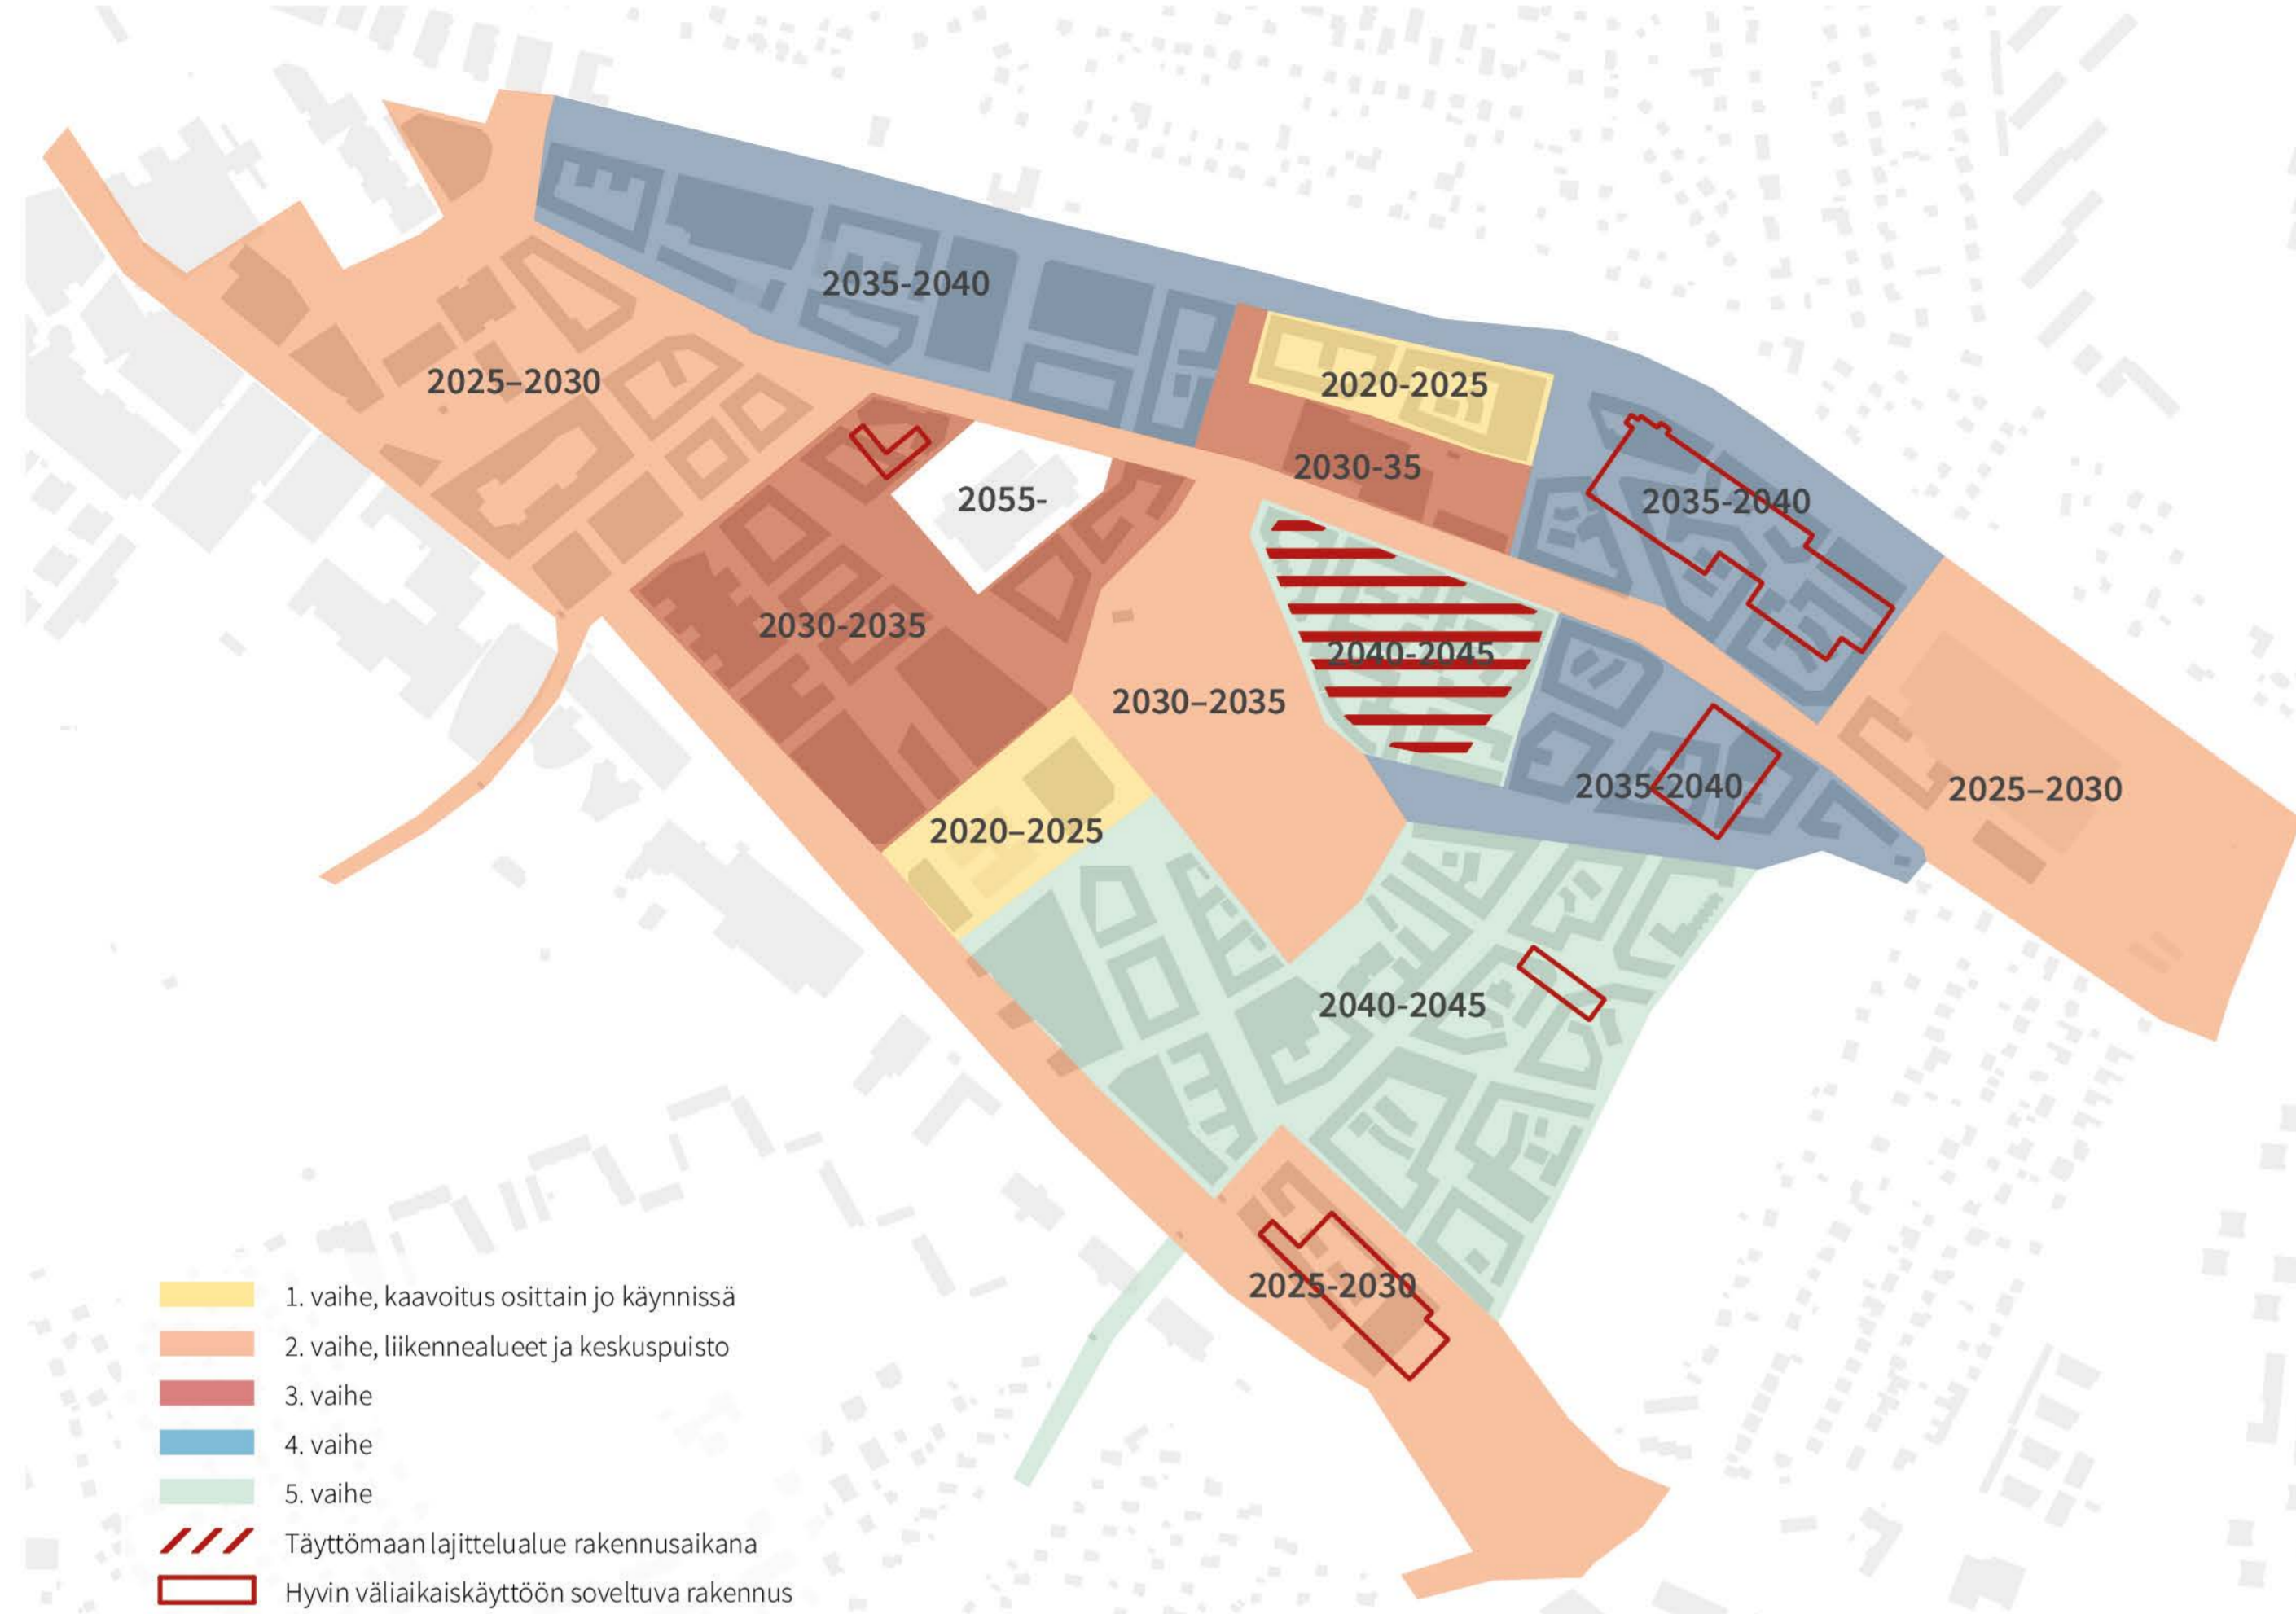 2035-2040
2025–2030
2020-2025
2030-35
2055-
2035-2040
2030-2035
2040-2045
2030–2035
2035-2040
2025–2030
2020–2025
2040-2045
2025-2030
1. vaihe, kaavoitus osittain jo käynnissä
2. vaihe, liikennealueet ja keskuspuisto
3. vaihe
4. vaihe
5. vaihe
Täyttömaan lajittelualue rakennusaikana
Hyvin väliaikaiskäyttöön soveltuva rakennus